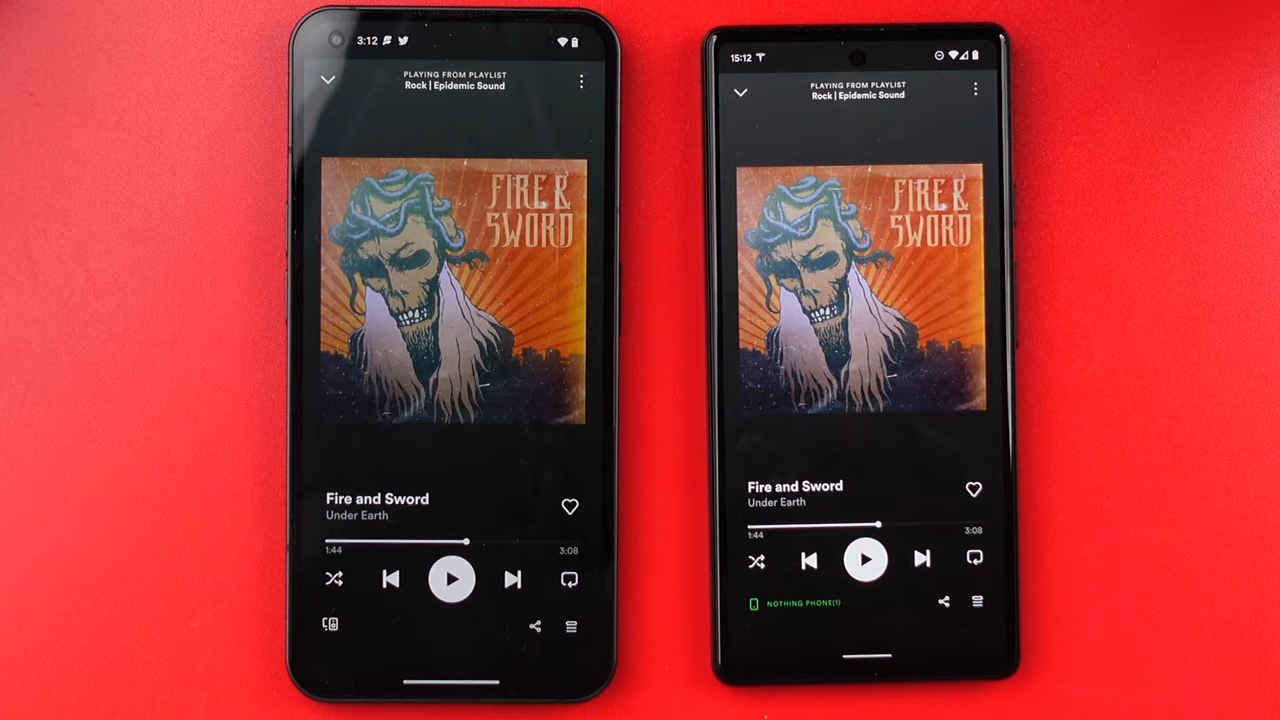 3:12
PLAYING FROM PLAYLIST
Rock | Epidemic Sound
FIRE &
SWORD
Fire and Sword
Under Earth
1:44
3:08
15:12
PLAYING FROM PLAYLIST
Rock | Epidemic Sound
FIRE &
SWORD
Fire and Sword
Under Earth
1:44
3:08
NOTHING PHONE(1)